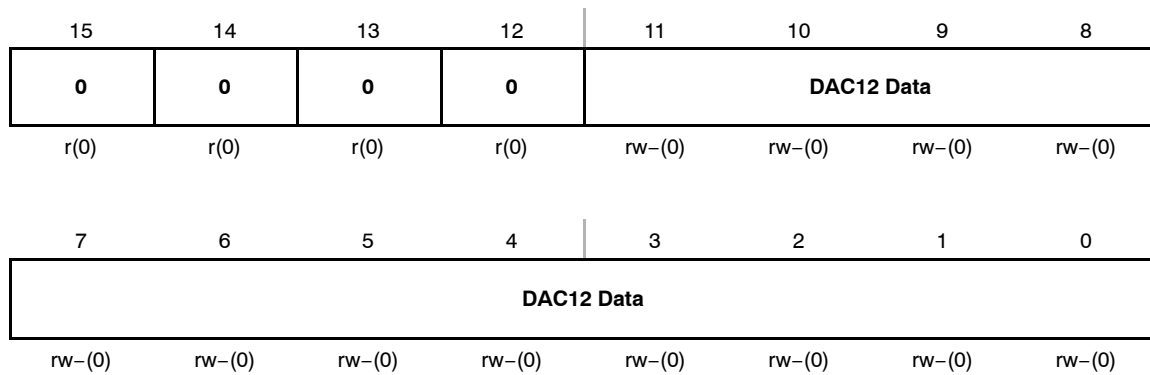 15 14 13 12 11 10 9 8
0 0 0 0 DAC12 Data
r(0) r(0) r(0) r(0) rw−(0) rw−(0) rw−(0) rw−(0)
7 6 5 4 3 2 1 0
DAC12 Data
rw−(0) rw−(0) rw−(0) rw−(0) rw−(0) rw−(0) rw−(0) rw−(0)